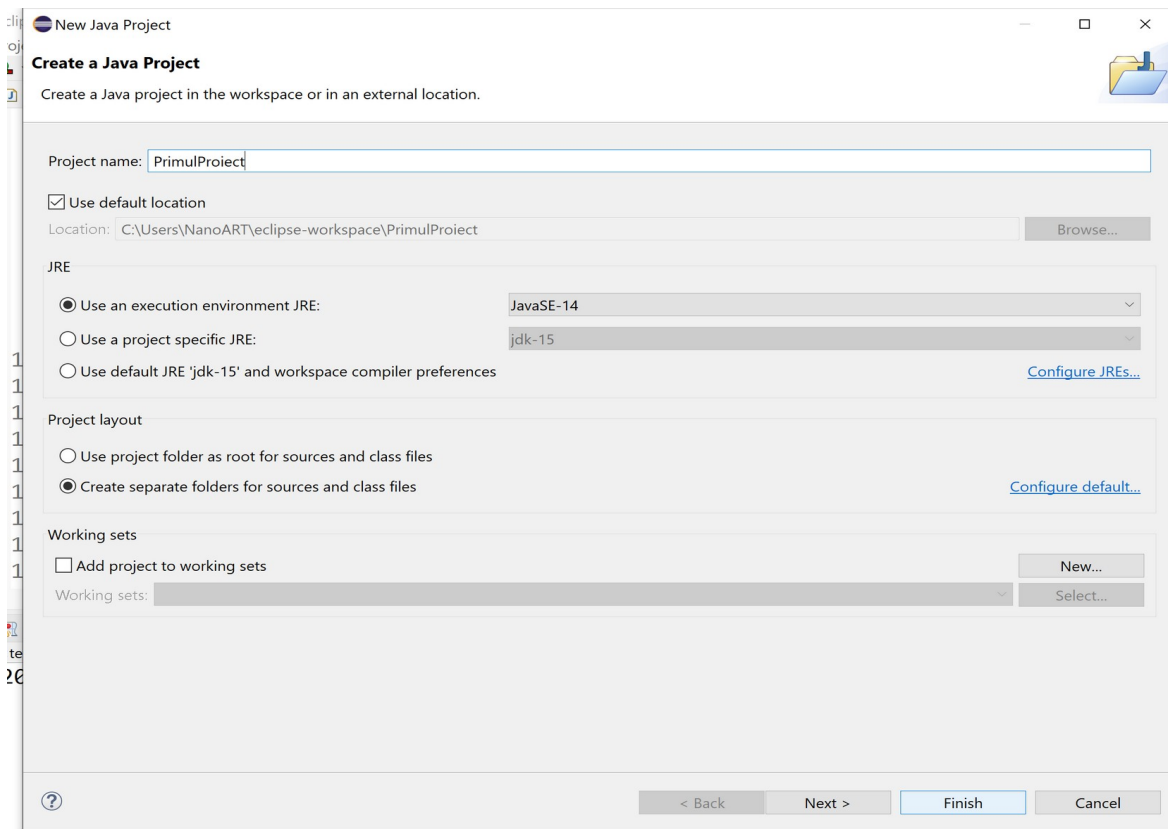 New Java Project
Create a Java Project
Create a Java project in the workspace or in an external location.
Project name: PrimulProiect
Use default location
Location: C:\Users\NanoART\eclipse-workspace\PrimulProiect Browse...
JRE
Use an execution environment JRE: JavaSE-14
Use a project specific JRE: jdk-15
Use default JRE 'jdk-15' and workspace compiler preferences Configure JREs...
Project layout
Use project folder as root for sources and class files
Create separate folders for sources and class files Configure default...
Working sets
Add project to working sets New...
Working sets: Select...
< Back Next > Finish Cancel